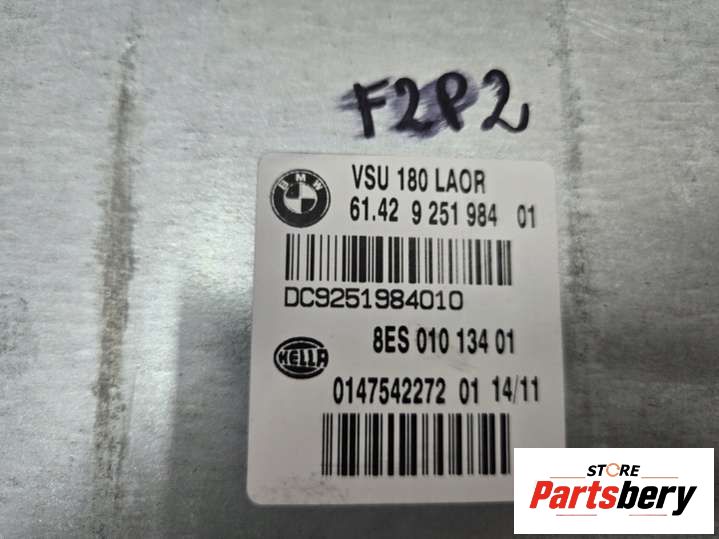 F2P2
BMW
VSU 180 LAOR
61.42 9 251 984 01
DC9251984010
8ES 010 134 01
HELLA
0147542272 01 14/11
STORE
Partsbery